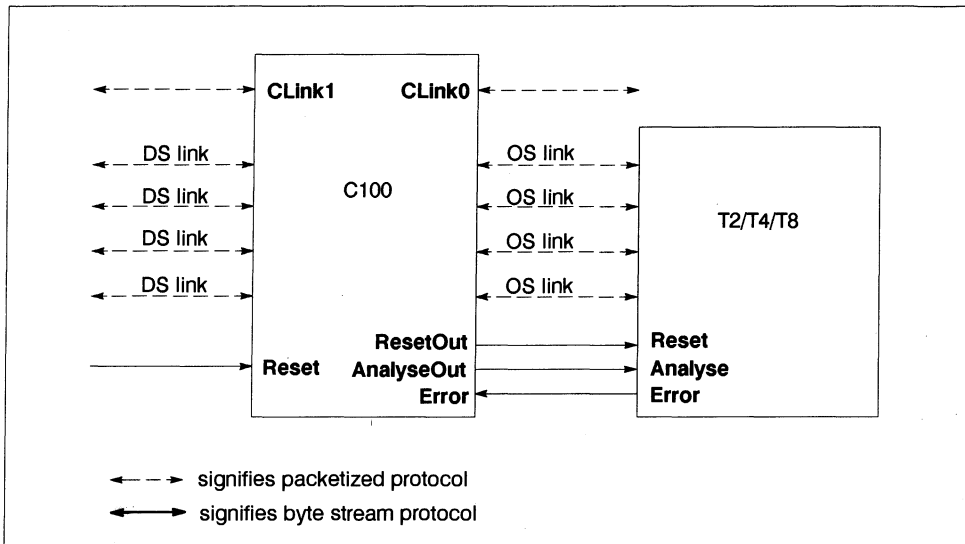 CLink1 CLink0
DS link OS link
DS link OS link
C100
T2/T4/T8
DS link OS link
DS link OS link
ResetOut Reset
Reset AnalyseOut Analyse
Error Error
signifies packetized protocol
signifies byte stream protocol